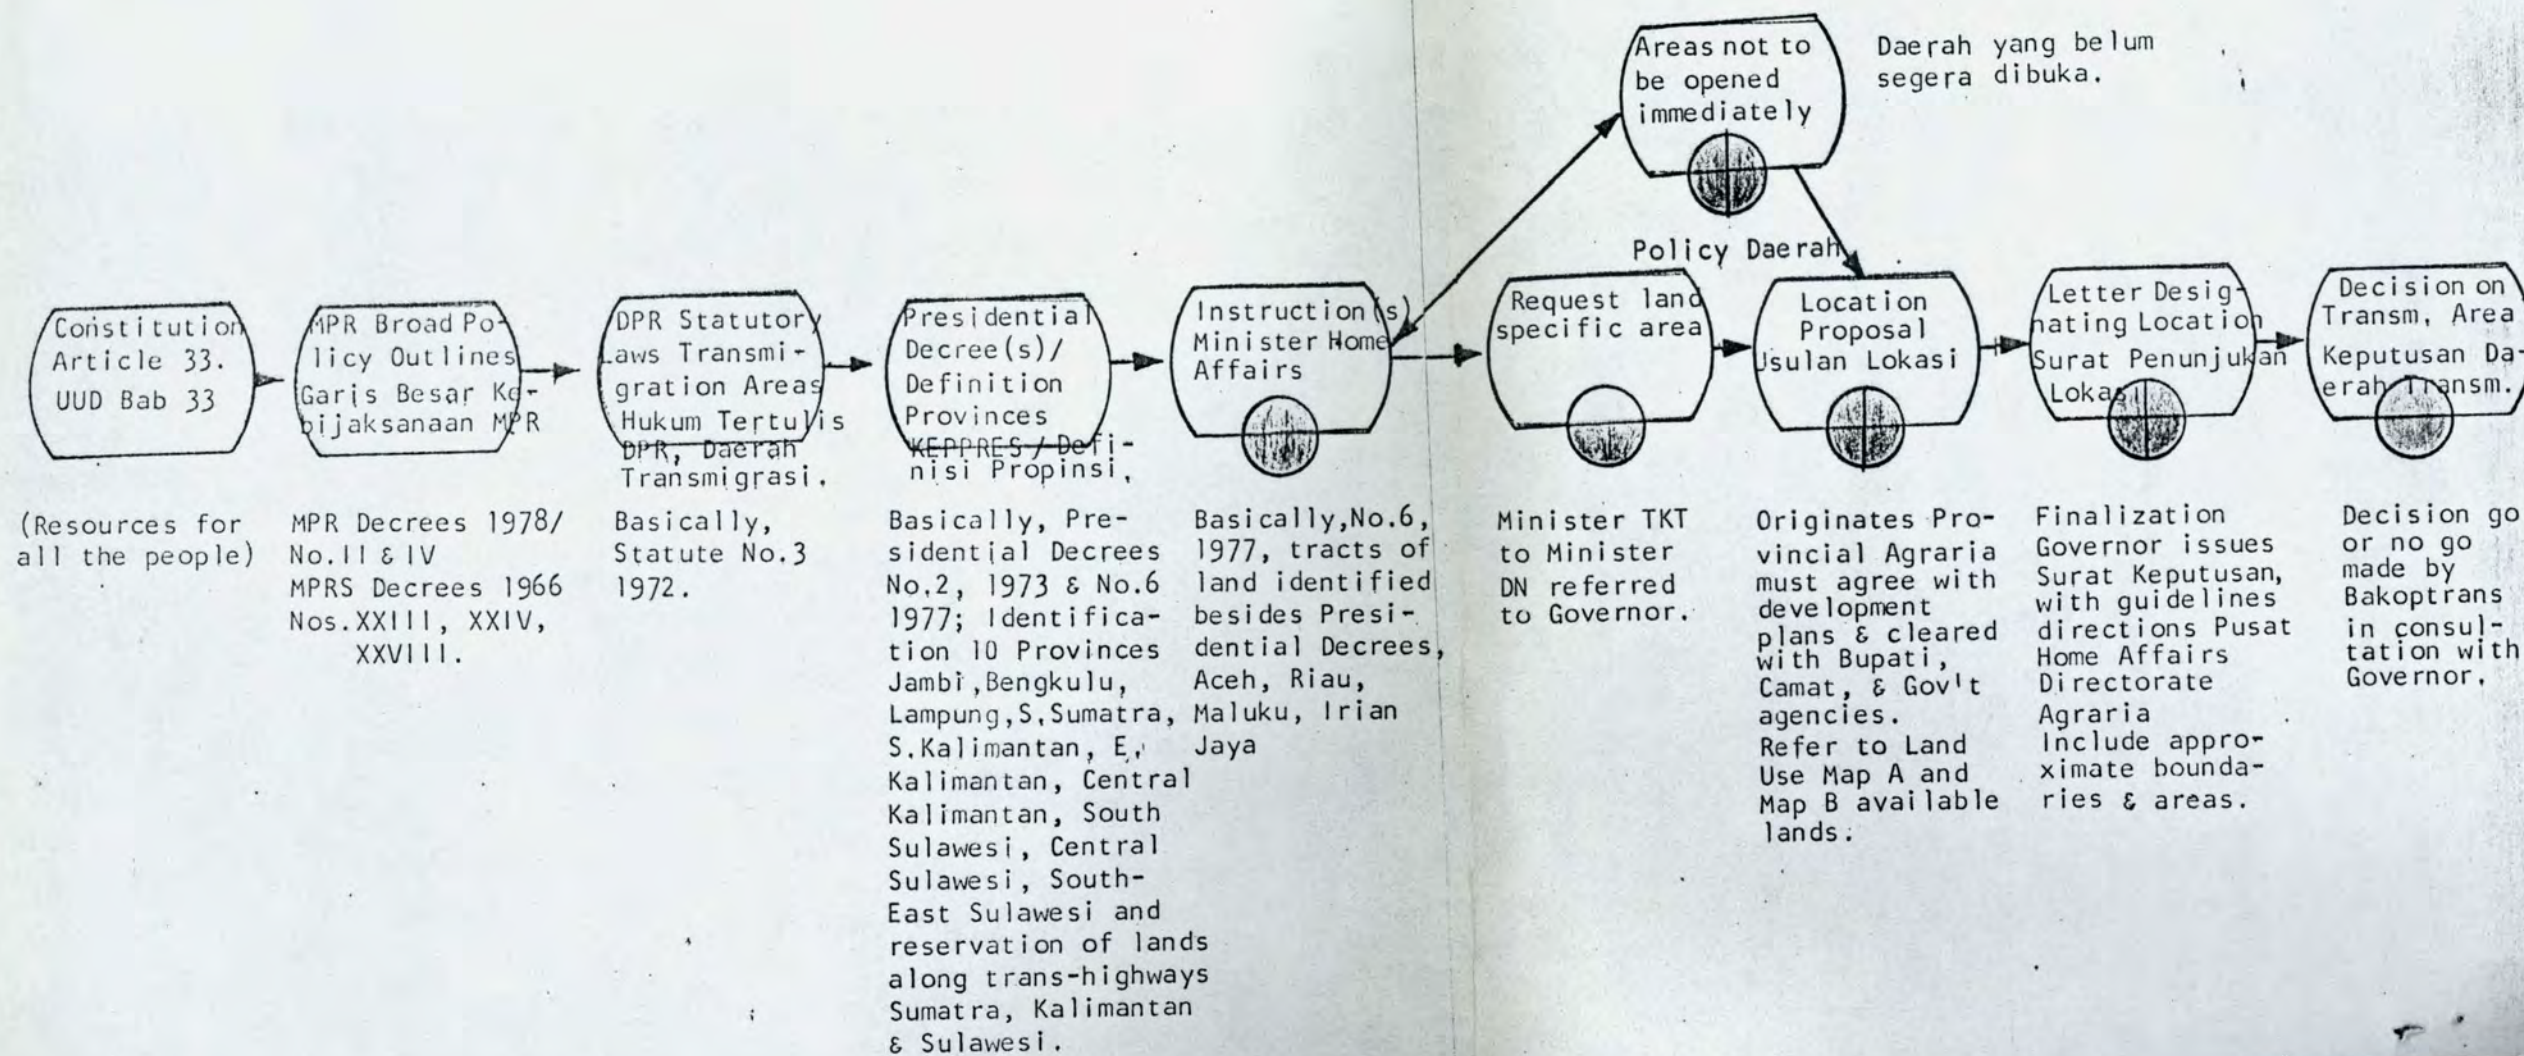 Areas not to
be opened
immediately
Daerah yang belum
segera dibuka.
Policy Daerah
Constitution
Article 33.
UUD Bab 33
(Resources for
all the people)
MPR Broad Po-
licy Outlines
Garis Besar Ke-
bijaksanaan MPR
MPR Decrees 1978/
No.II & IV
MPRS Decrees 1966
Nos.XXIII, XXIV,
XXVIII.
DPR Statutory
Laws Transmi-
gration Areas
Hukum Tertulis
DPR, Daerah
Transmigrasi.
Basically,
Statute No.3
1972.
Presidential
Decree(s)/
Definition
Provinces
KEPPRES/Defi-
nisi Propinsi,
Basically, Pre-
sidential Decrees
No.2, 1973 & No.6
1977; Identifica-
tion 10 Provinces
Jambi,Bengkulu,
Lampung,S.Sumatra,
S.Kalimantan, E,
Kalimantan, Central
Kalimantan, South
Sulawesi, Central
Sulawesi, South-
East Sulawesi and
reservation of lands
along trans-highways
Sumatra, Kalimantan
& Sulawesi.
Instruction(s)
Minister Home
Affairs
Basically,No.6,
1977, tracts of
land identified
besides Presi-
dential Decrees,
Aceh, Riau,
Maluku, Irian
Jaya
Request land
specific area
Minister TKT
to Minister
DN referred
to Governor.
Location
Proposal
Usulan Lokasi
Originates Pro-
vincial Agraria
must agree with
development
plans & cleared
with Bupati,
Camat, & Gov't
agencies.
Refer to Land
Use Map A and
Map B available
lands.
Letter Desig-
nating Location
Surat Penunjukan
Lokasi
Finalization
Governor issues
Surat Keputusan,
with guidelines
directions Pusat
Home Affairs
Directorate
Agraria
Include appro-
ximate bounda-
ries & areas.
Decision on
Transm, Area
Keputusan Da-
erah Transm.
Decision go
or no go
made by
Bakoptrans
in consul-
tation with
Governor.